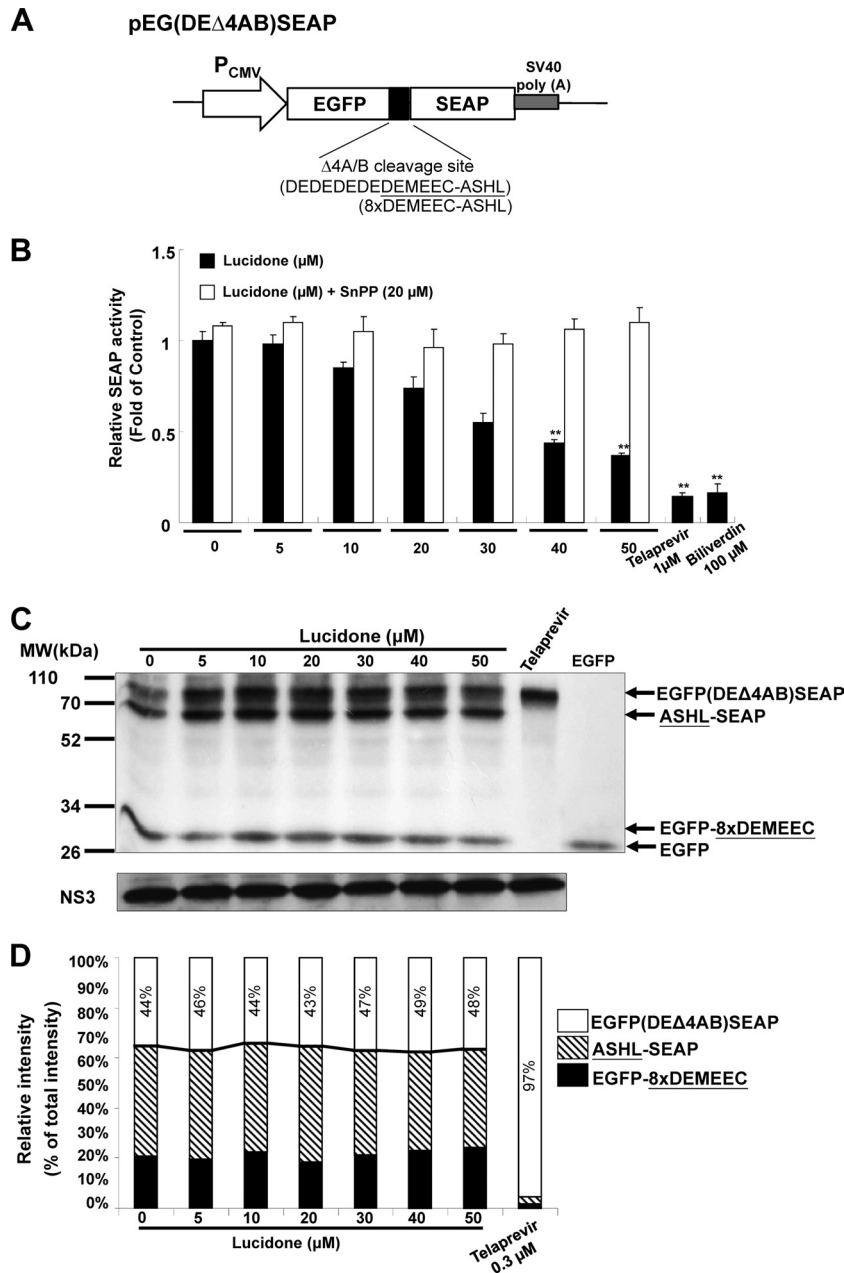 A
pEG(DEΔ4AB)SEAP
PCMV
SV40
poly (A)
EGFP
SEAP
Δ4A/B cleavage site
(DEDEDEDEDEMEEC-ASHL)
(8xDEMEEC-ASHL)
B
Relative SEAP activity
(Fold of Control)
1.5
1
0.5
0
Lucidone (µM)
Lucidone (µM) + SnPP (20 µM)
** ** ** **
0 5 10 20 30 40 50
Telaprevir
1µM
Biliverdin
100 µM
C
MW(kDa)
Lucidone (µM)
0 5 10 20 30 40 50
Telaprevir
EGFP
110
70
52
34
26
EGFP(DEΔ4AB)SEAP
ASHL-SEAP
EGFP-8xDEMEEC
EGFP
NS3
D
Relative intensity
(% of total intensity)
100%
90%
80%
70%
60%
50%
40%
30%
20%
10%
0%
44% 46% 44% 43% 47% 49% 48% 97%
EGFP(DEΔ4AB)SEAP
ASHL-SEAP
EGFP-8xDEMEEC
0 5 10 20 30 40 50
Lucidone (µM)
Telaprevir
0.3 µM